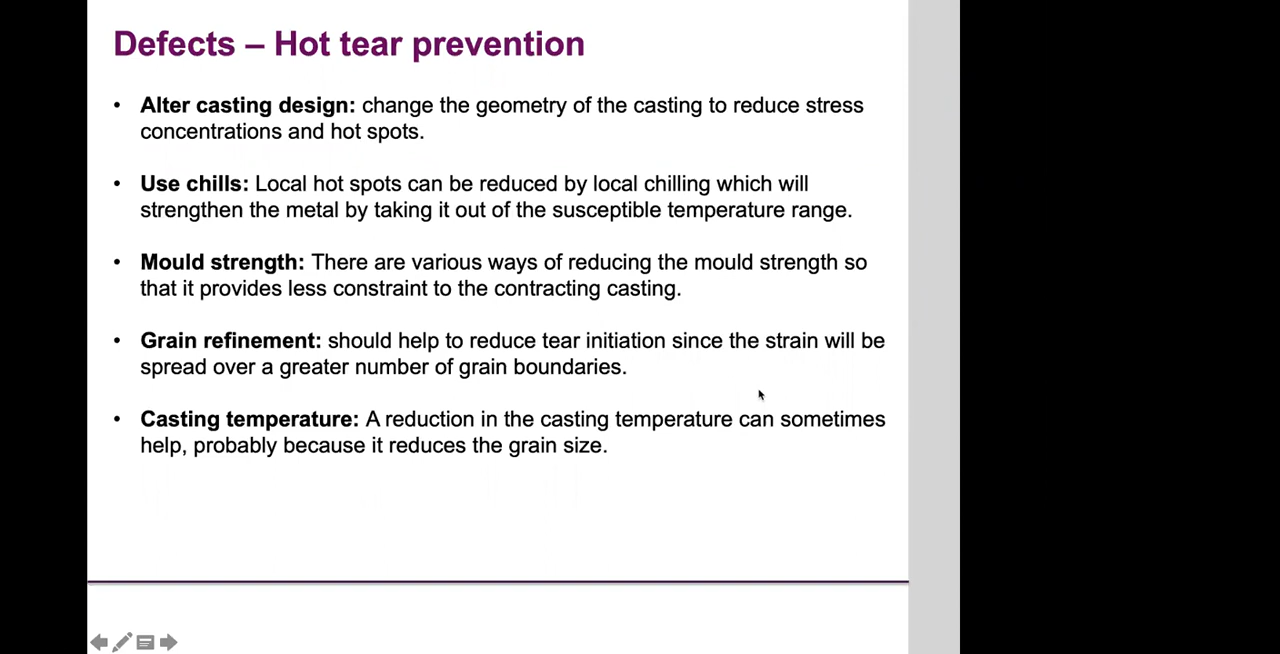 Defects – Hot tear prevention
• Alter casting design: change the geometry of the casting to reduce stress
concentrations and hot spots.
• Use chills: Local hot spots can be reduced by local chilling which will
strengthen the metal by taking it out of the susceptible temperature range.
• Mould strength: There are various ways of reducing the mould strength so
that it provides less constraint to the contracting casting.
• Grain refinement: should help to reduce tear initiation since the strain will be
spread over a greater number of grain boundaries.
• Casting temperature: A reduction in the casting temperature can sometimes
help, probably because it reduces the grain size.